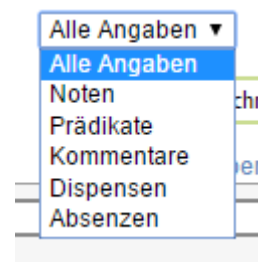 Alle Angaben ▼
Alle Angaben
Noten
Prädikate
Kommentare
Dispensen
Absenzen